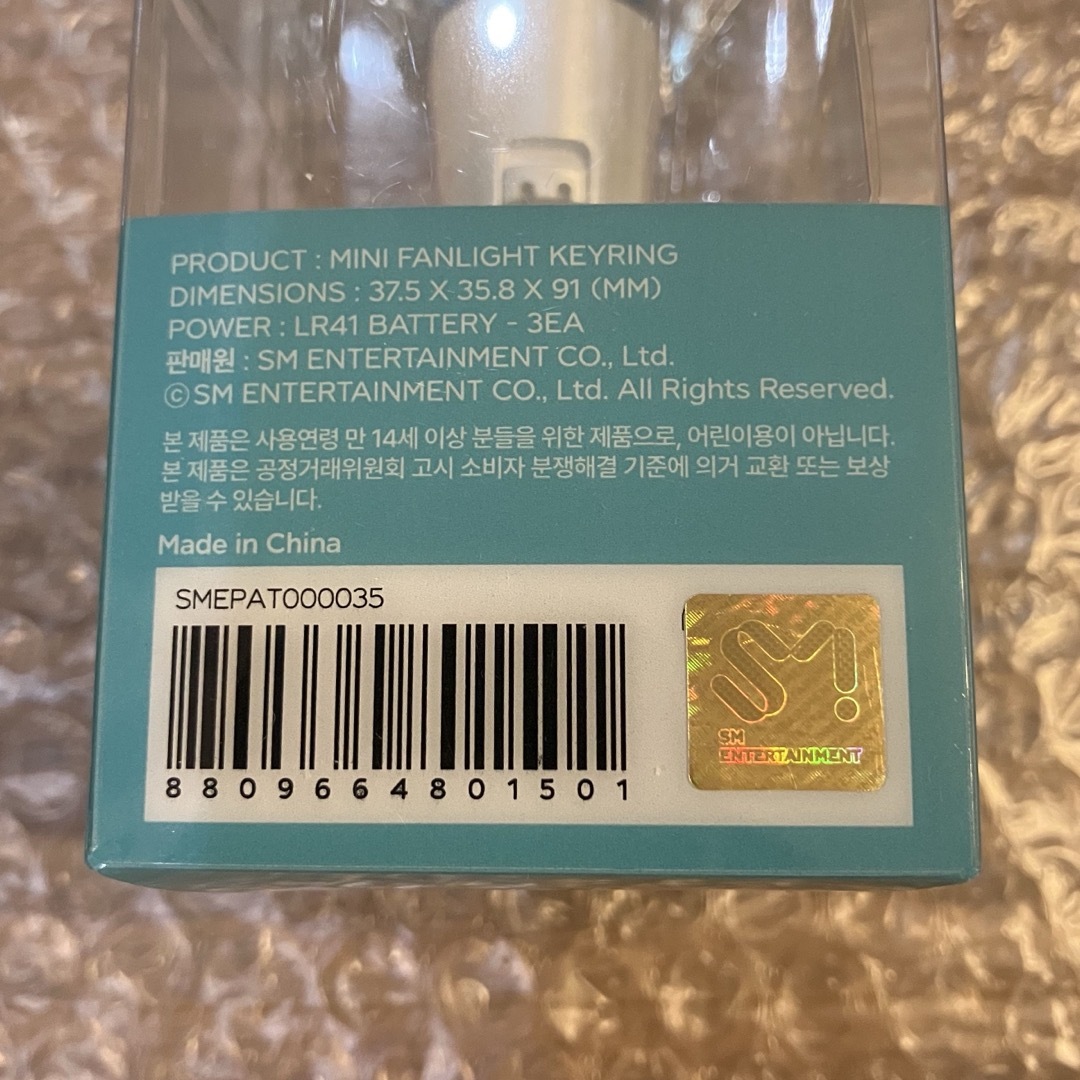 PRODUCT : MINI FANLIGHT KEYRING
DIMENSIONS : 37.5 X 35.8 X 91 (MM)
POWER : LR41 BATTERY - 3EA
판매원 : SM ENTERTAINMENT CO., Ltd.
ⓒSM ENTERTAINMENT CO., Ltd. All Rights Reserved.
본 제품은 사용연령 만 14세 이상 분들을 위한 제품으로, 어린이용이 아닙니다.
본 제품은 공정거래위원회 고시 소비자 분쟁해결 기준에 의거 교환 또는 보상
받을 수 있습니다.
Made in China
SMEPAT000035
8809664801501
SM
SM
ENTERTAINMENT